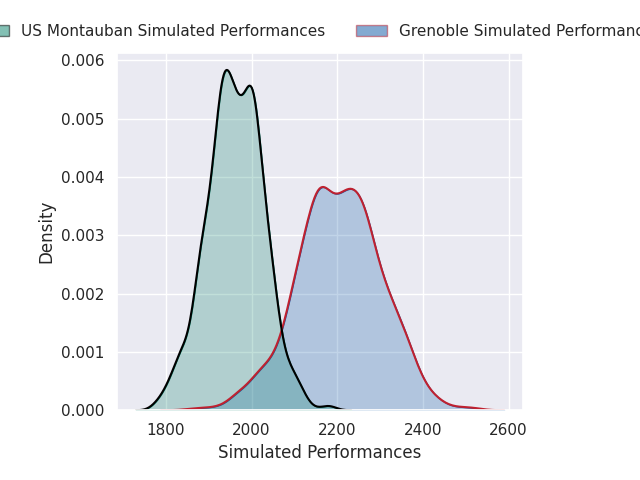 US Montauban Simulated Performances
Grenoble Simulated
0.006
0.005
0.004
0.003
0.002
0.001
0.000
Density
1800 2000 2200 2400 2600
Simulated Performances